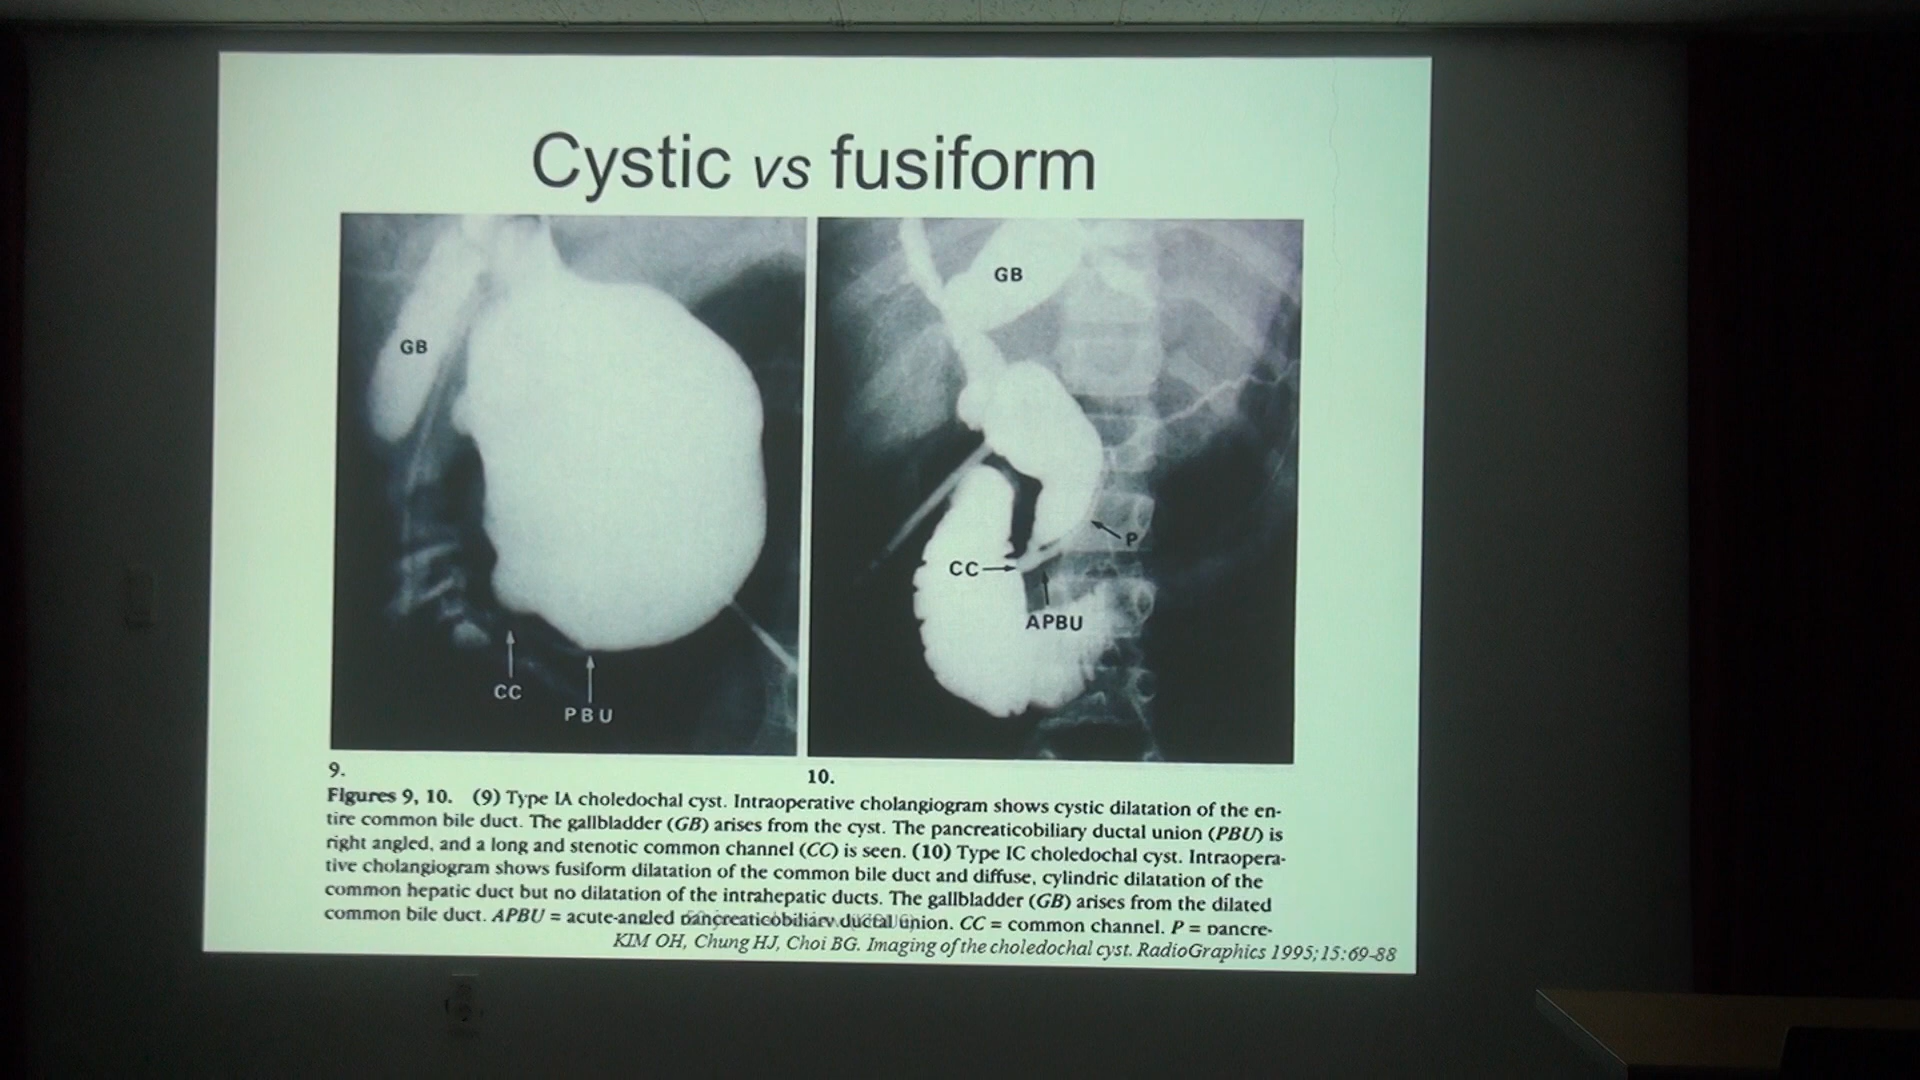 Cystic vs fusiform
GB
CC
PBU
GB
P
CC
APBU
9.
10.
Figures 9, 10. (9) Type IA choledochal cyst. Intraoperative cholangiogram shows cystic dilatation of the en-
tire common bile duct. The gallbladder (GB) arises from the cyst. The pancreaticobiliary ductal union (PBU) is
right angled, and a long and stenotic common channel (CC) is seen. (10) Type IC choledochal cyst. Intraopera-
tive cholangiogram shows fusiform dilatation of the common bile duct and diffuse, cylindric dilatation of the
common hepatic duct but no dilatation of the intrahepatic ducts. The gallbladder (GB) arises from the dilated
common bile duct. APBU = acute-angled pancreaticobiliary ductal union. CC = common channel. P = pancre-
KIM OH, Chung HJ, Choi BG. Imaging of the choledochal cyst. RadioGraphics 1995;15:69-88